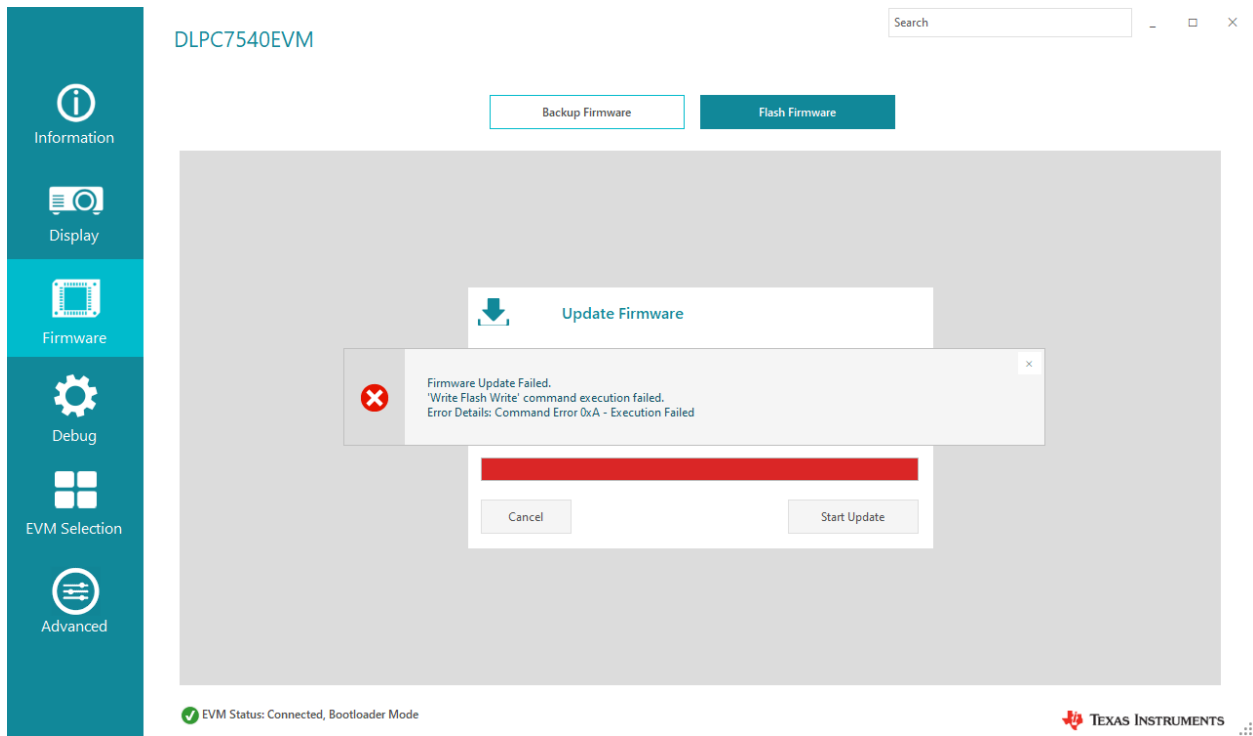 Search
DLPC7540EVM
Backup Firmware
Flash Firmware
Information
Display
Firmware
Debug
EVM Selection
Advanced
Update Firmware
Firmware Update Failed.
'Write Flash Write' command execution failed.
Error Details: Command Error 0xA - Execution Failed
Cancel
Start Update
EVM Status: Connected, Bootloader Mode
TEXAS INSTRUMENTS